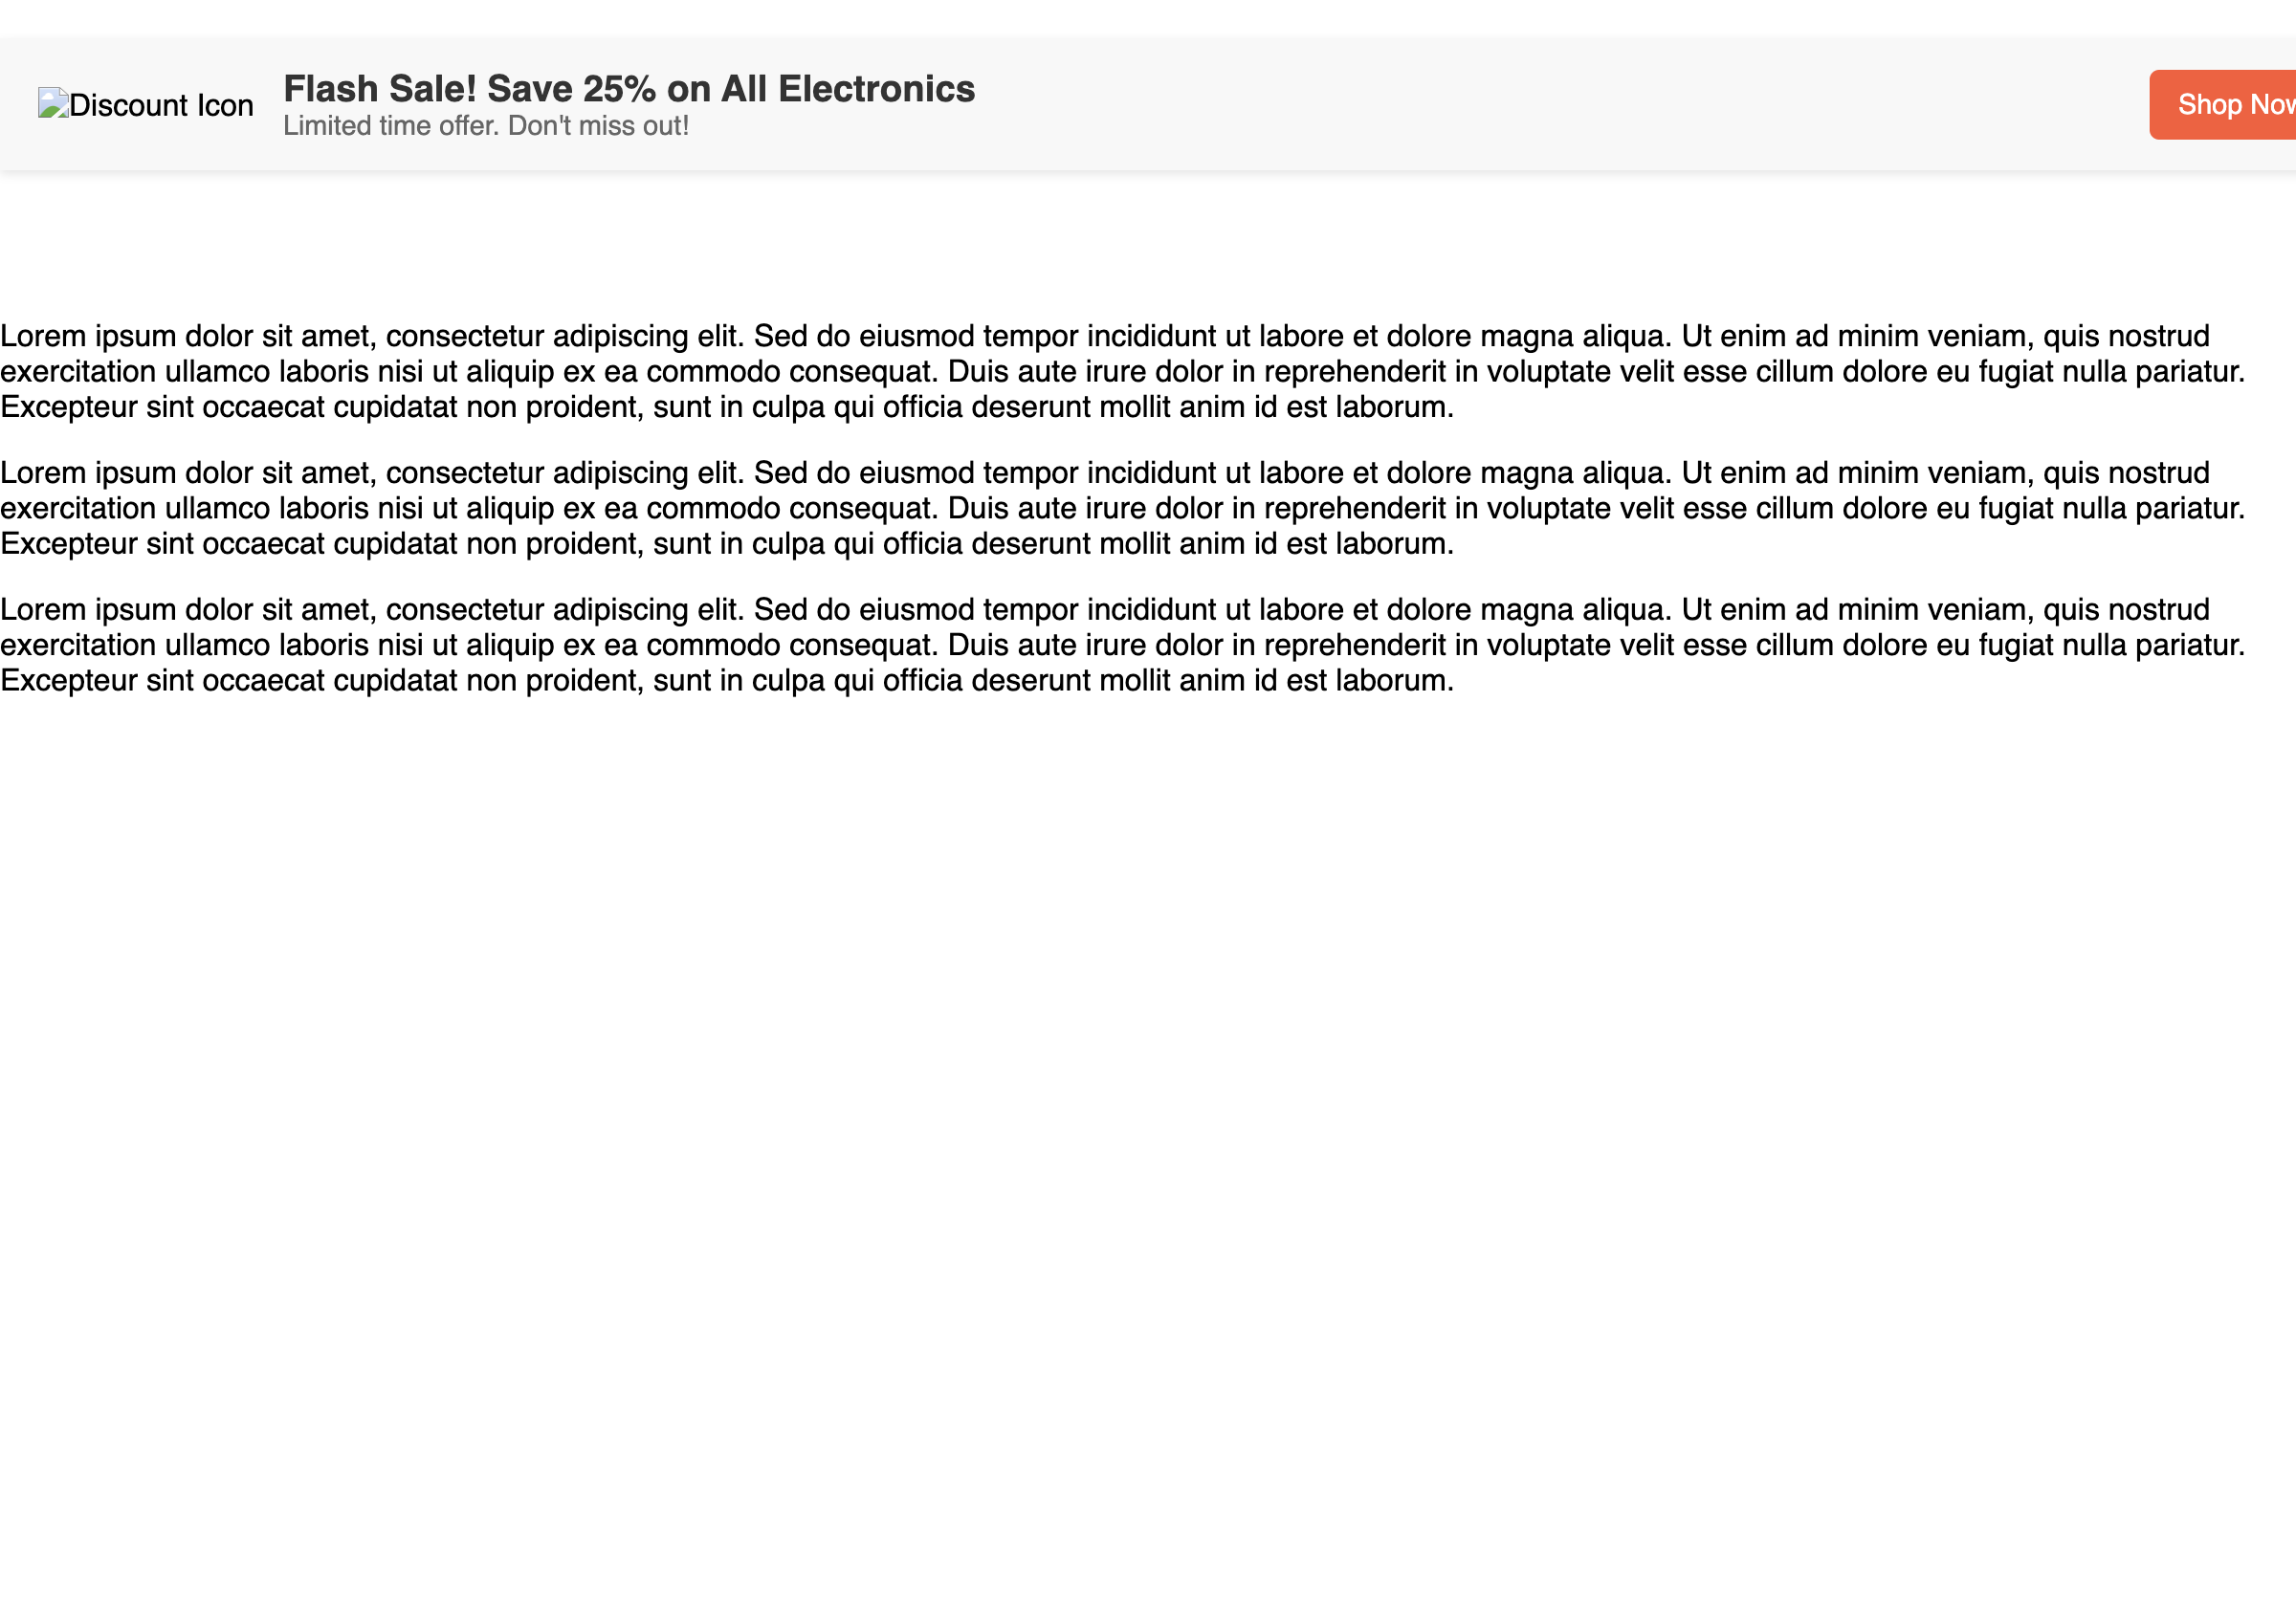 Discount Icon
Flash Sale! Save 25% on All Electronics
Limited time offer. Don't miss out!
Shop Now
Lorem ipsum dolor sit amet, consectetur adipiscing elit. Sed do eiusmod tempor incididunt ut labore et dolore magna aliqua. Ut enim ad minim veniam, quis nostrud
exercitation ullamco laboris nisi ut aliquip ex ea commodo consequat. Duis aute irure dolor in reprehenderit in voluptate velit esse cillum dolore eu fugiat nulla pariatur.
Excepteur sint occaecat cupidatat non proident, sunt in culpa qui officia deserunt mollit anim id est laborum.
Lorem ipsum dolor sit amet, consectetur adipiscing elit. Sed do eiusmod tempor incididunt ut labore et dolore magna aliqua. Ut enim ad minim veniam, quis nostrud
exercitation ullamco laboris nisi ut aliquip ex ea commodo consequat. Duis aute irure dolor in reprehenderit in voluptate velit esse cillum dolore eu fugiat nulla pariatur.
Excepteur sint occaecat cupidatat non proident, sunt in culpa qui officia deserunt mollit anim id est laborum.
Lorem ipsum dolor sit amet, consectetur adipiscing elit. Sed do eiusmod tempor incididunt ut labore et dolore magna aliqua. Ut enim ad minim veniam, quis nostrud
exercitation ullamco laboris nisi ut aliquip ex ea commodo consequat. Duis aute irure dolor in reprehenderit in voluptate velit esse cillum dolore eu fugiat nulla pariatur.
Excepteur sint occaecat cupidatat non proident, sunt in culpa qui officia deserunt mollit anim id est laborum.